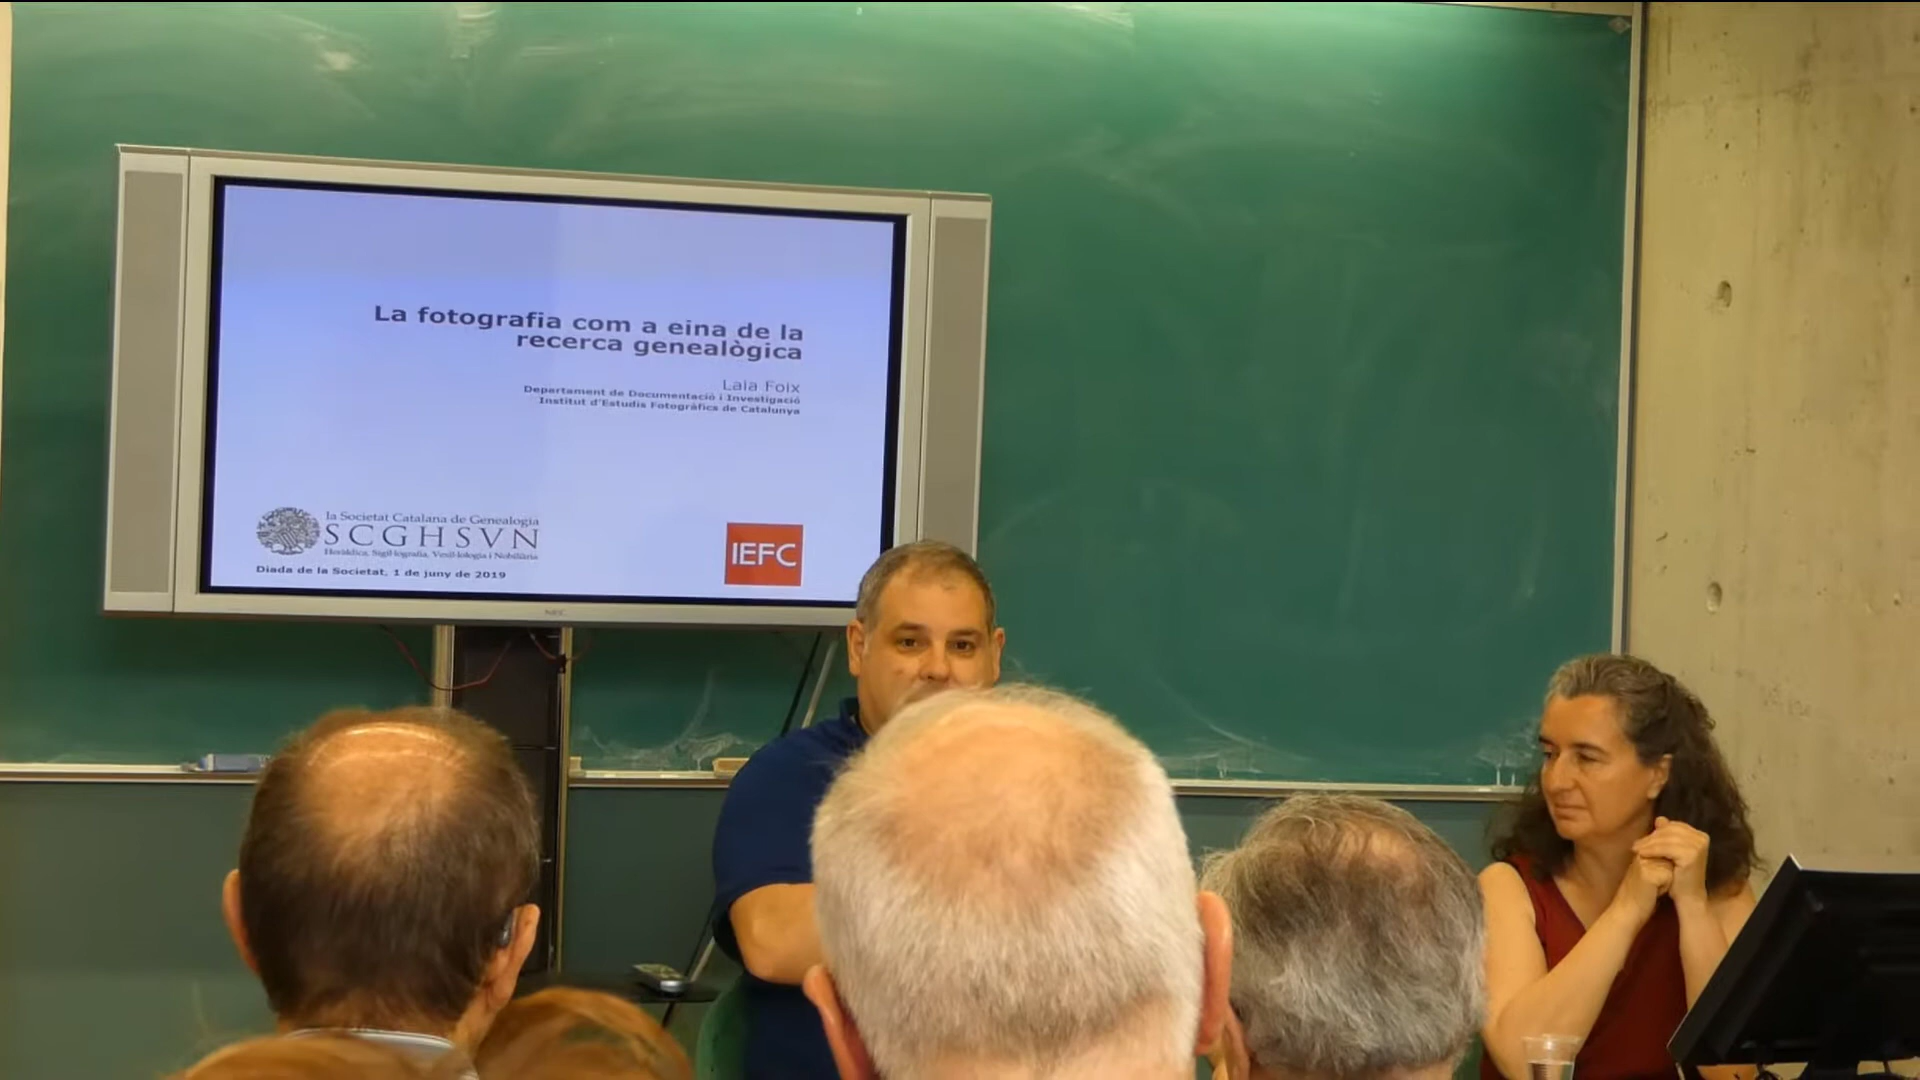 La fotografia com a eina de la
recerca genealògica
Laia Foix
Departament de Documentació i Investigació
Institut d'Estudis Fotogràfics de Catalunya
la Societat Catalana de Genealogia
SCGHSVN
Heràldica, Sigil·lografia, Vexil·lologia i Nobiliària
Diada de la Societat, 1 de juny de 2019
IEFC
NEC